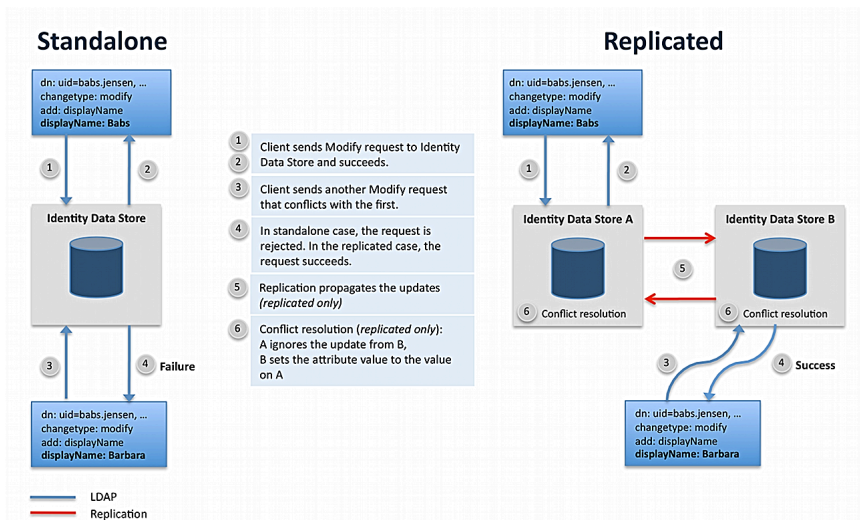 Standalone
dn: uid=babs.jensen, ...
changetype: modify
add: displayName
displayName: Babs
1
2
Identity Data Store
3
4
Failure
dn: uid=babs.jensen, ...
changetype: modify
add: displayName
displayName: Barbara
LDAP
Replication
1
2
Client sends Modify request to Identity
Data Store and succeeds.
3
Client sends another Modify request
that conflicts with the first.
4
In standalone case, the request is
rejected. In the replicated case, the
request succeeds.
5
Replication propagates the updates
(replicated only)
6
Conflict resolution (replicated only):
A ignores the update from B,
B sets the attribute value to the value
on A
Replicated
dn: uid=babs.jensen, ...
changetype: modify
add: displayName
displayName: Babs
1
2
Identity Data Store A
Identity Data Store B
5
6
Conflict resolution
6
Conflict resolution
3
4
Success
dn: uid=babs.jensen, ...
changetype: modify
add: displayName
displayName: Barbara